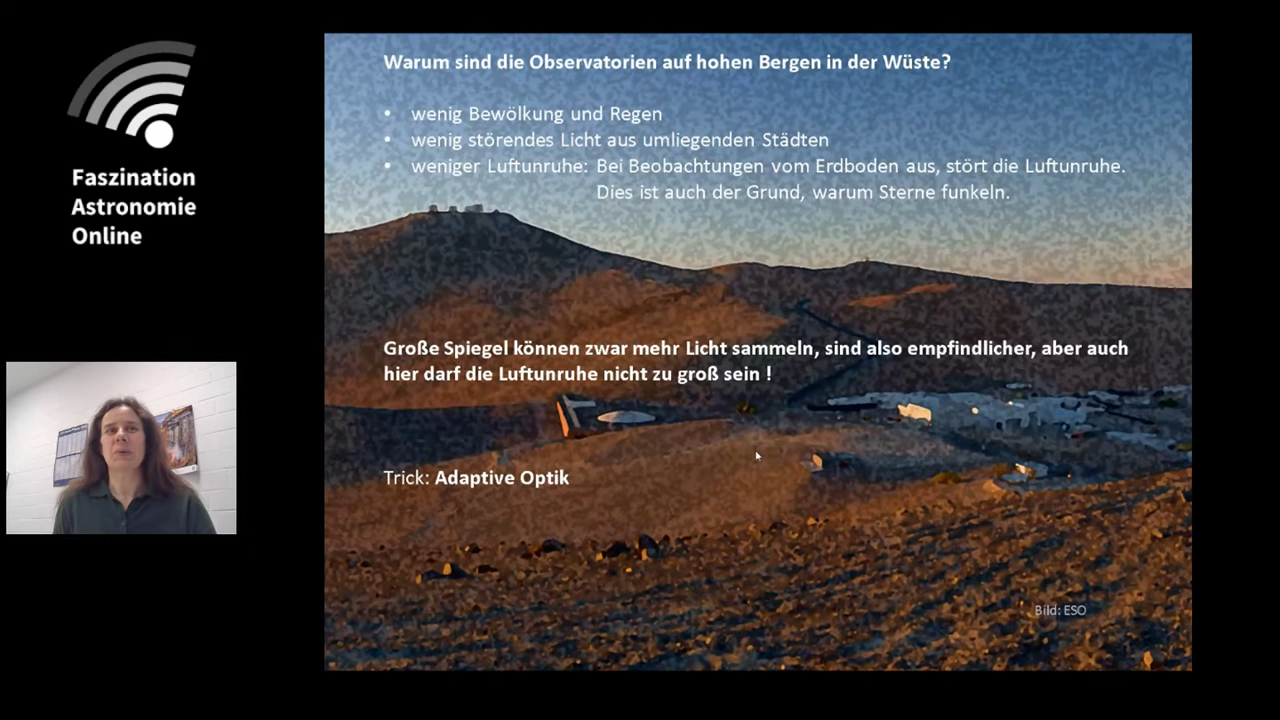 Faszination
Astronomie
Online
Warum sind die Observatorien auf hohen Bergen in der Wüste?
• wenig Bewölkung und Regen
• wenig störendes Licht aus umliegenden Städten
• weniger Luftunruhe: Bei Beobachtungen vom Erdboden aus, stört die Luftunruhe.
Dies ist auch der Grund, warum Sterne funkeln.
Große Spiegel können zwar mehr Licht sammeln, sind also empfindlicher, aber auch
hier darf die Luftunruhe nicht zu groß sein !
Trick: Adaptive Optik
Bild: ESO